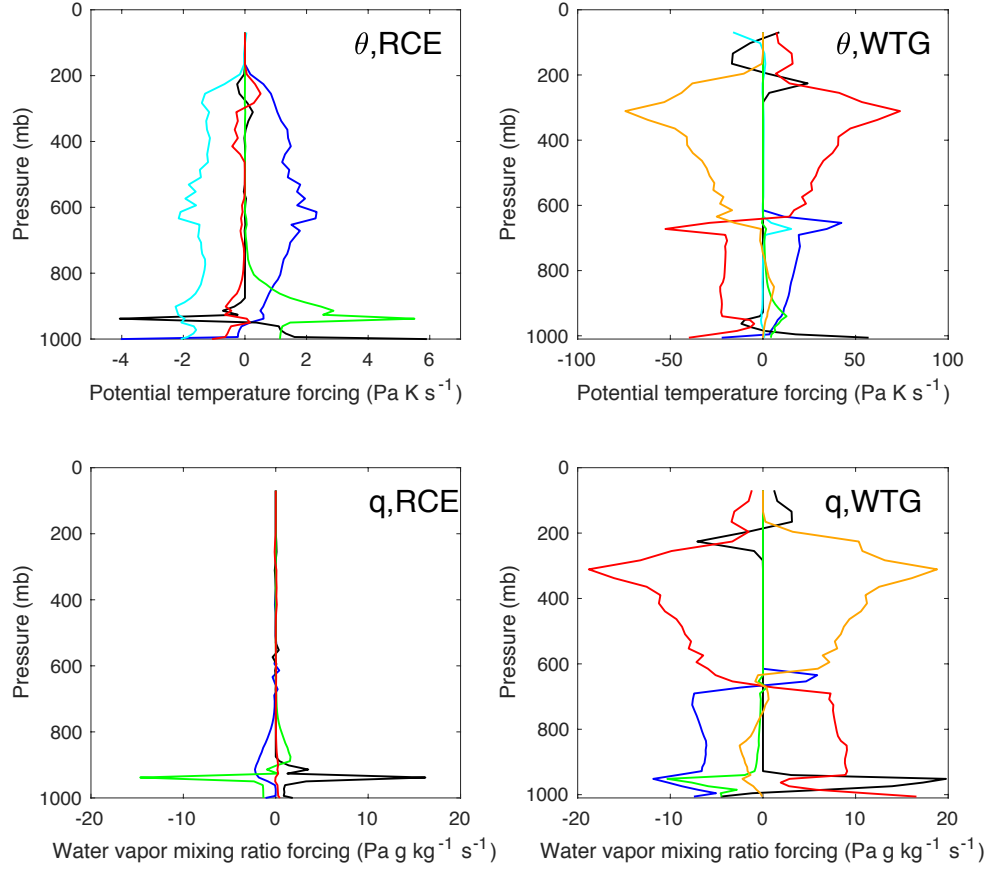 θ,RCE
0
200
400
600
800
1000
Pressure (mb)
-4 -2 0 2 4 6
Potential temperature forcing (Pa K s⁻¹)
θ,WTG
0
200
400
600
800
1000
Pressure (mb)
-100 -50 0 50 100
Potential temperature forcing (Pa K s⁻¹)
q,RCE
0
200
400
600
800
1000
Pressure (mb)
-20 -10 0 10 20
Water vapor mixing ratio forcing (Pa g kg⁻¹ s⁻¹)
q,WTG
0
200
400
600
800
1000
Pressure (mb)
-20 -10 0 10 20
Water vapor mixing ratio forcing (Pa g kg⁻¹ s⁻¹)